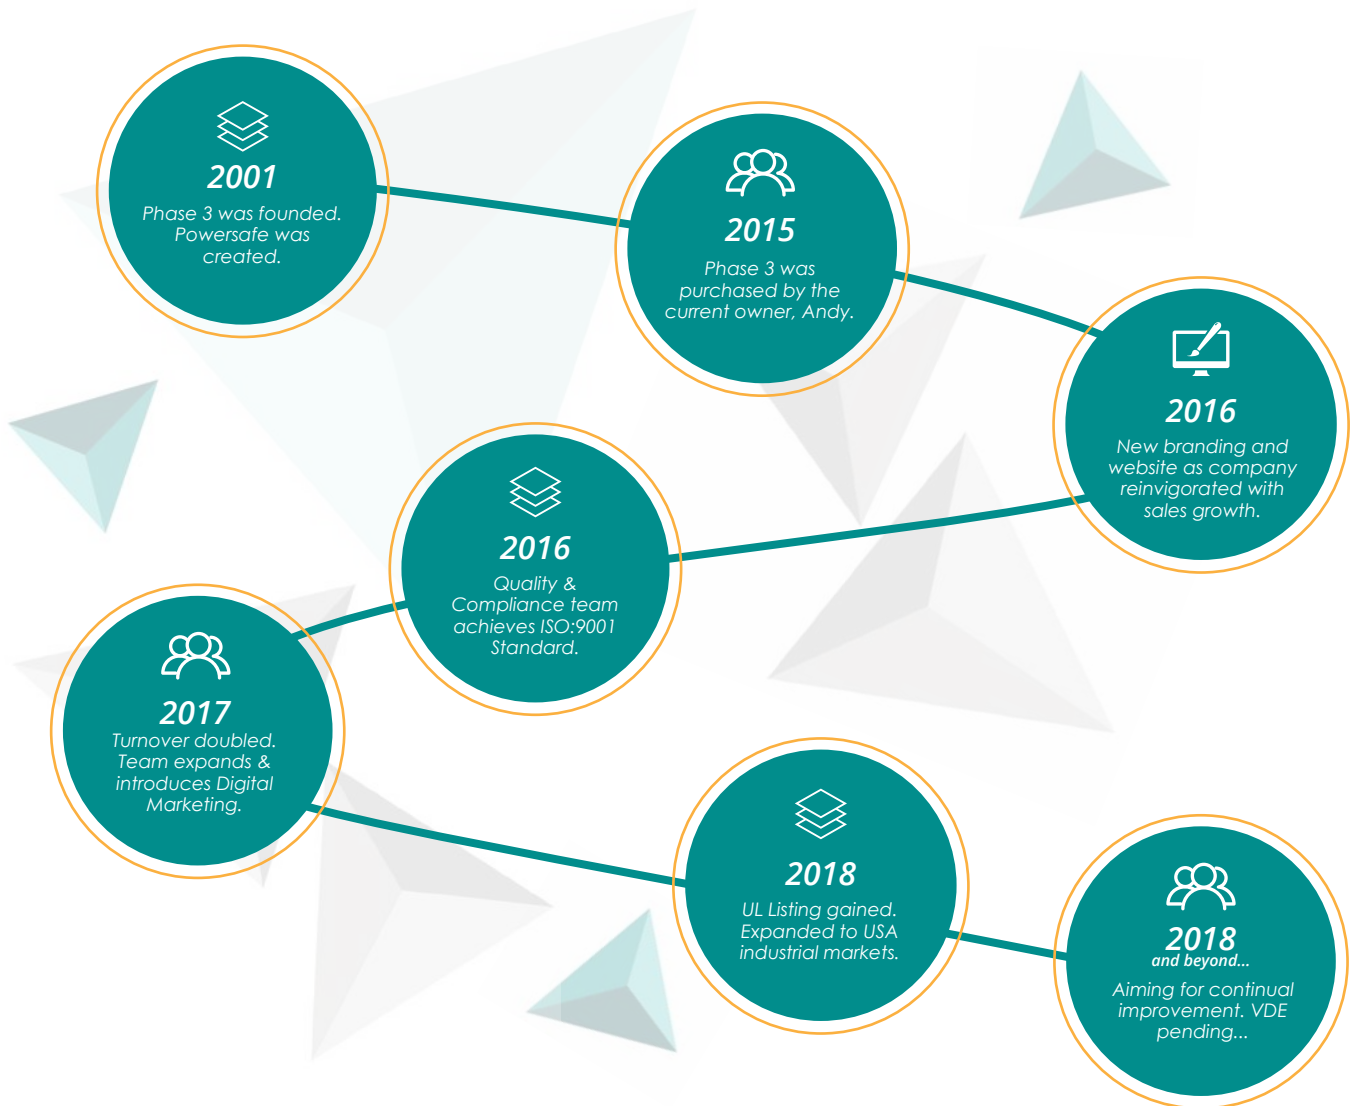 2001
Phase 3 was founded.
Powersafe was
created.
2015
Phase 3 was
purchased by the
current owner, Andy.
2016
New branding and
website as company
reinvigorated with
sales growth.
2016
Quality &
Compliance team
achieves ISO:9001
Standard.
2017
Turnover doubled.
Team expands &
introduces Digital
Marketing.
2018
UL Listing gained.
Expanded to USA
industrial markets.
2018
and beyond...
Aiming for continual
improvement. VDE
pending...